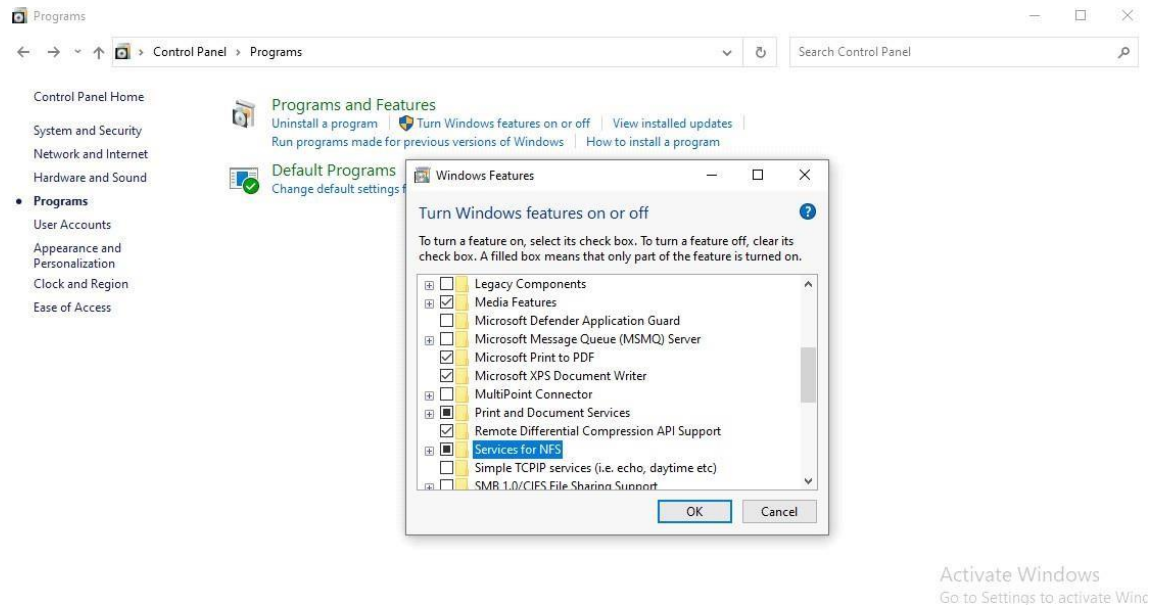 Programs
Control Panel > Programs
Search Control Panel
Control Panel Home
System and Security
Network and Internet
Hardware and Sound
Programs
User Accounts
Appearance and
Personalization
Clock and Region
Ease of Access
Programs and Features
Uninstall a program
Turn Windows features on or off
View installed updates
Run programs made for previous versions of Windows
How to install a program
Default Programs
Change default settings f
Windows Features
Turn Windows features on or off
To turn a feature on, select its check box. To turn a feature off, clear its
check box. A filled box means that only part of the feature is turned on.
Legacy Components
Media Features
Microsoft Defender Application Guard
Microsoft Message Queue (MSMQ) Server
Microsoft Print to PDF
Microsoft XPS Document Writer
MultiPoint Connector
Print and Document Services
Remote Differential Compression API Support
Services for NFS
Simple TCPIP services (i.e. echo, daytime etc)
SMB 1.0/CIFS File Sharing Support
OK
Cancel
Activate Windows
Go to Settings to activate Winc